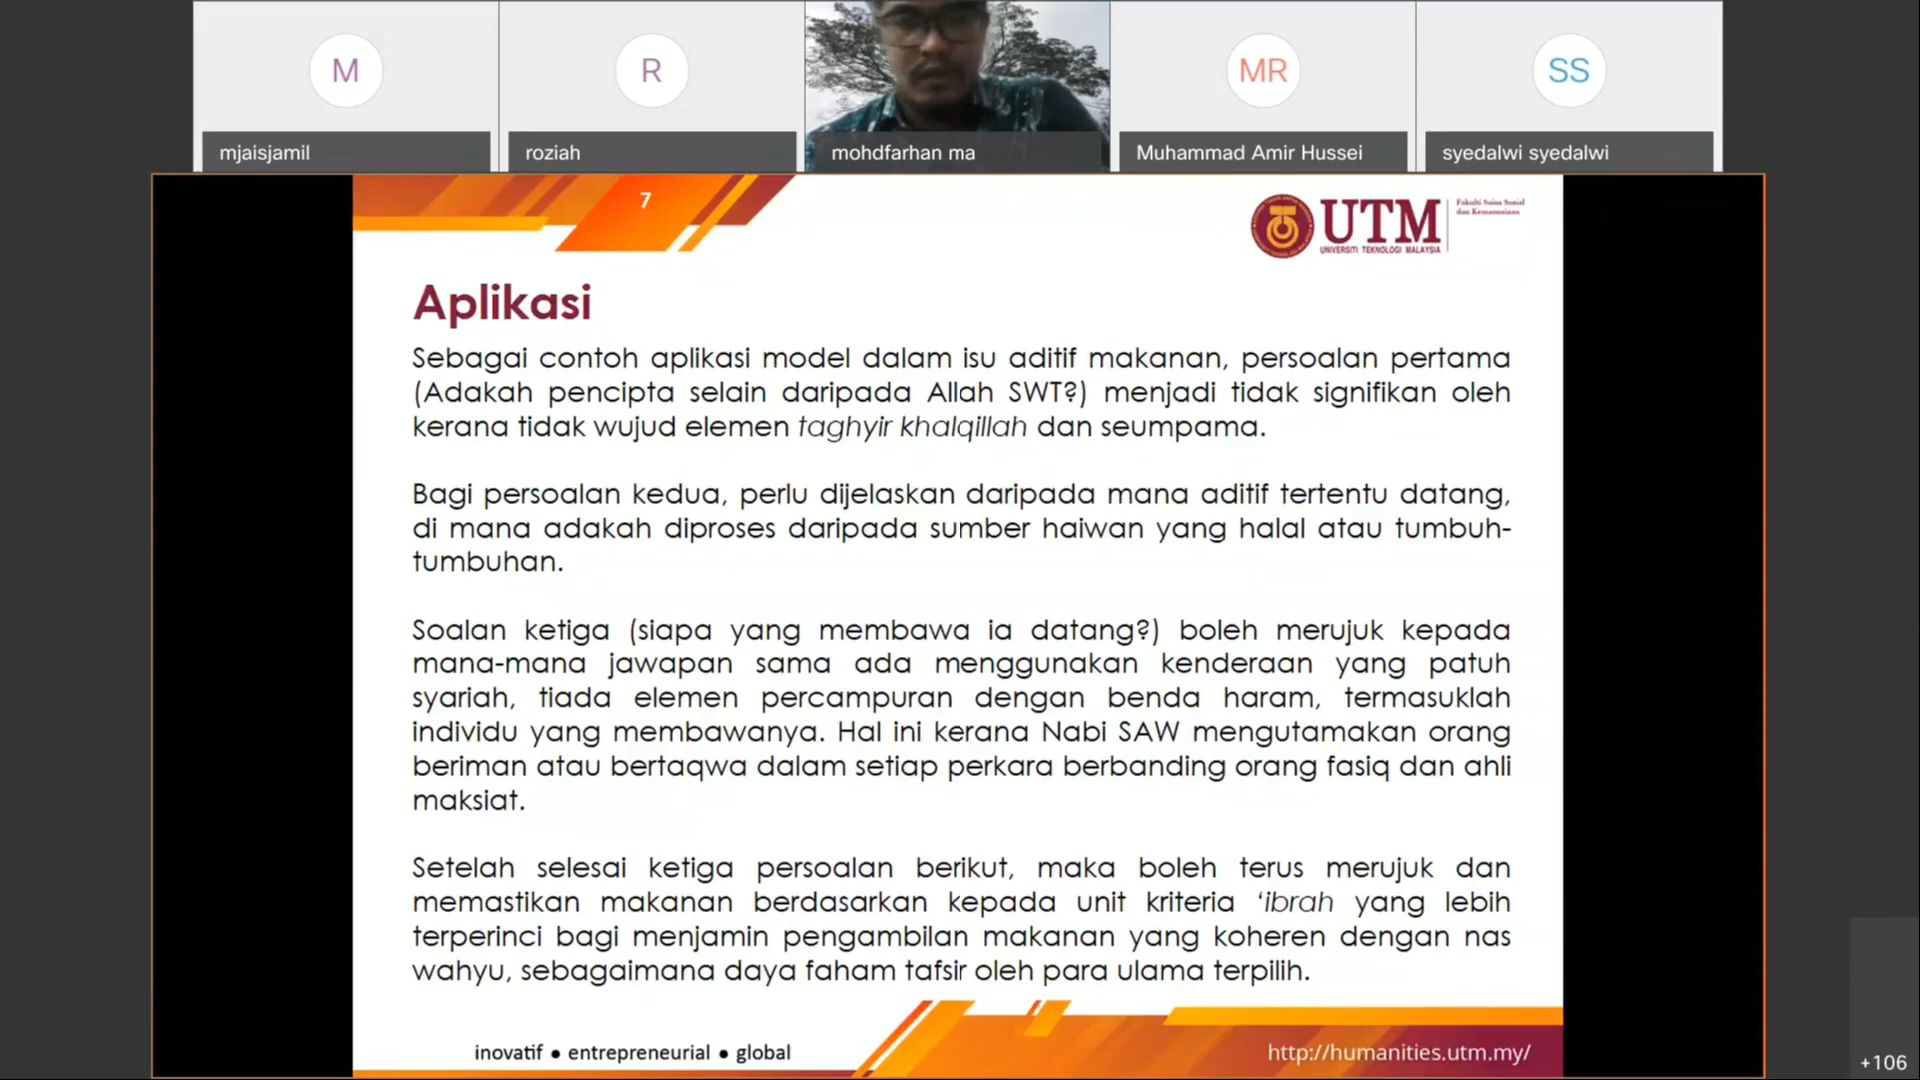 M
R
MR
SS
mjaisjamil
roziah
mohdfarhan ma
Muhammad Amir Hussei
syedalwi syedalwi
7
UTM
UNIVERSITI TEKNOLOGI MALAYSIA
Fakulti Sains Sosial
dan Kemanusiaan
Aplikasi
Sebagai contoh aplikasi model dalam isu aditif makanan, persoalan pertama
(Adakah pencipta selain daripada Allah SWT?) menjadi tidak signifikan oleh
kerana tidak wujud elemen taghyir khalqillah dan seumpama.
Bagi persoalan kedua, perlu dijelaskan daripada mana aditif tertentu datang,
di mana adakah diproses daripada sumber haiwan yang halal atau tumbuh-
tumbuhan.
Soalan ketiga (siapa yang membawa ia datang?) boleh merujuk kepada
mana-mana jawapan sama ada menggunakan kenderaan yang patuh
syariah, tiada elemen percampuran dengan benda haram, termasuklah
individu yang membawanya. Hal ini kerana Nabi SAW mengutamakan orang
beriman atau bertaqwa dalam setiap perkara berbanding orang fasiq dan ahli
maksiat.
Setelah selesai ketiga persoalan berikut, maka boleh terus merujuk dan
memastikan makanan berdasarkan kepada unit kriteria ‘ibrah yang lebih
terperinci bagi menjamin pengambilan makanan yang koheren dengan nas
wahyu, sebagaimana daya faham tafsir oleh para ulama terpilih.
inovatif ● entrepreneurial ● global
http://humanities.utm.my/
+106